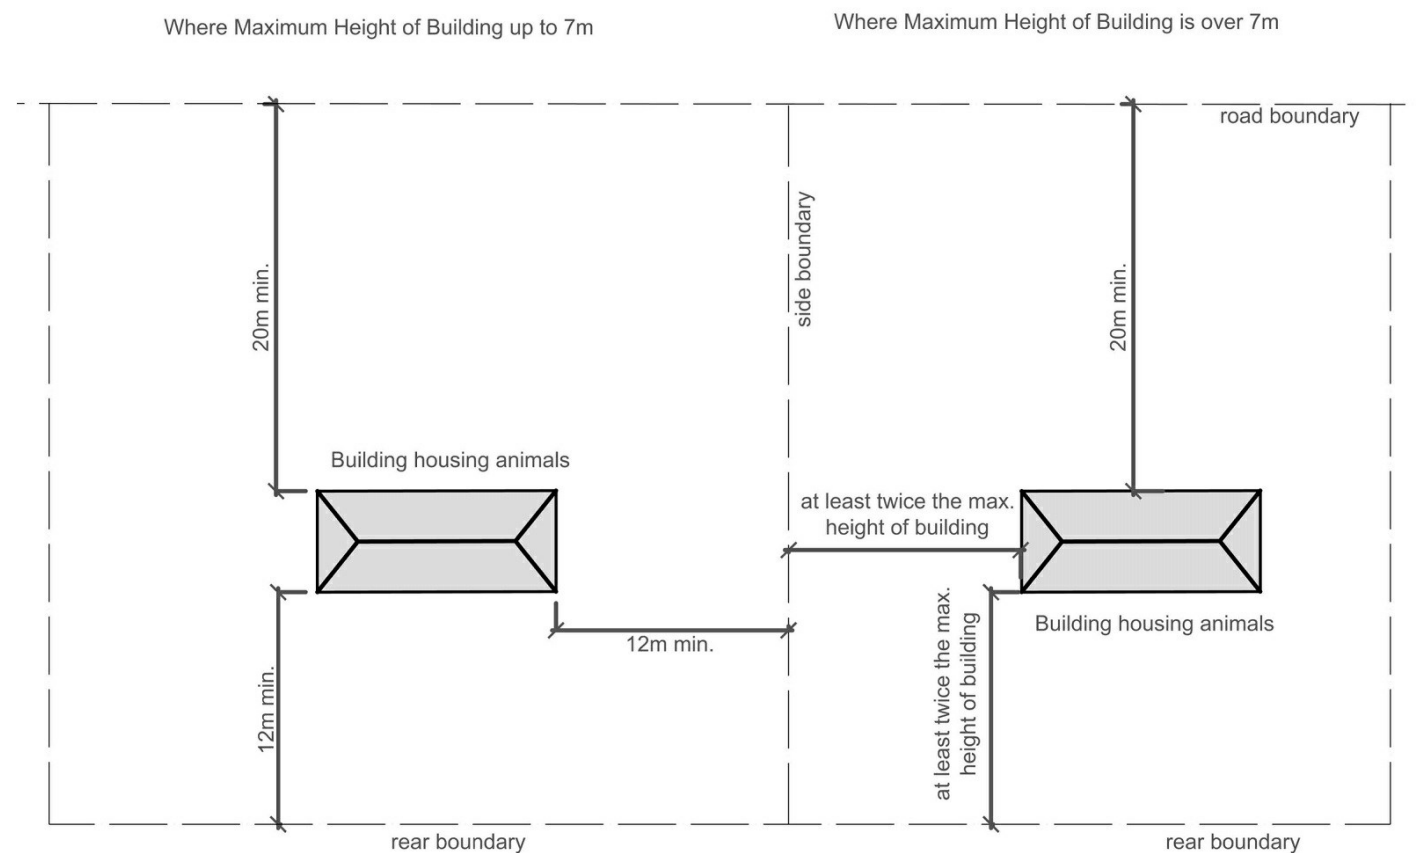 Where Maximum Height of Building up to 7m
Where Maximum Height of Building is over 7m
road boundary
side boundary
20m min.
20m min.
Building housing animals
at least twice the max.
height of building
12m min.
12m min.
at least twice the max.
height of building
Building housing animals
rear boundary
rear boundary